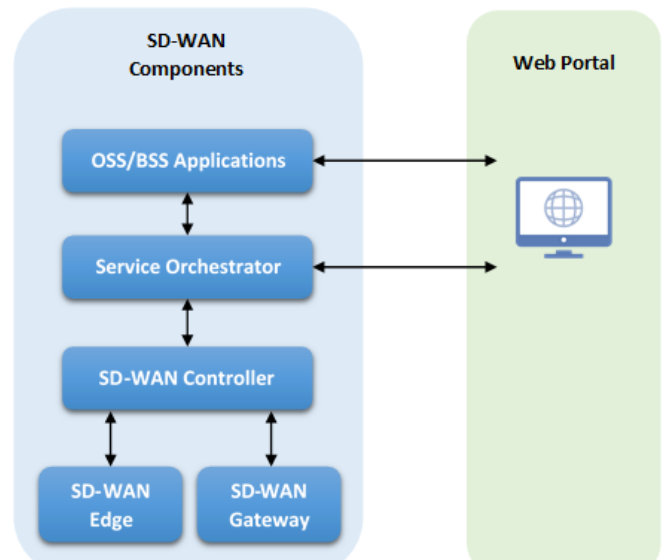 SD-WAN
Components
Web Portal
OSS/BSS Applications
Service Orchestrator
SD-WAN Controller
SD-WAN
Edge
SD-WAN
Gateway